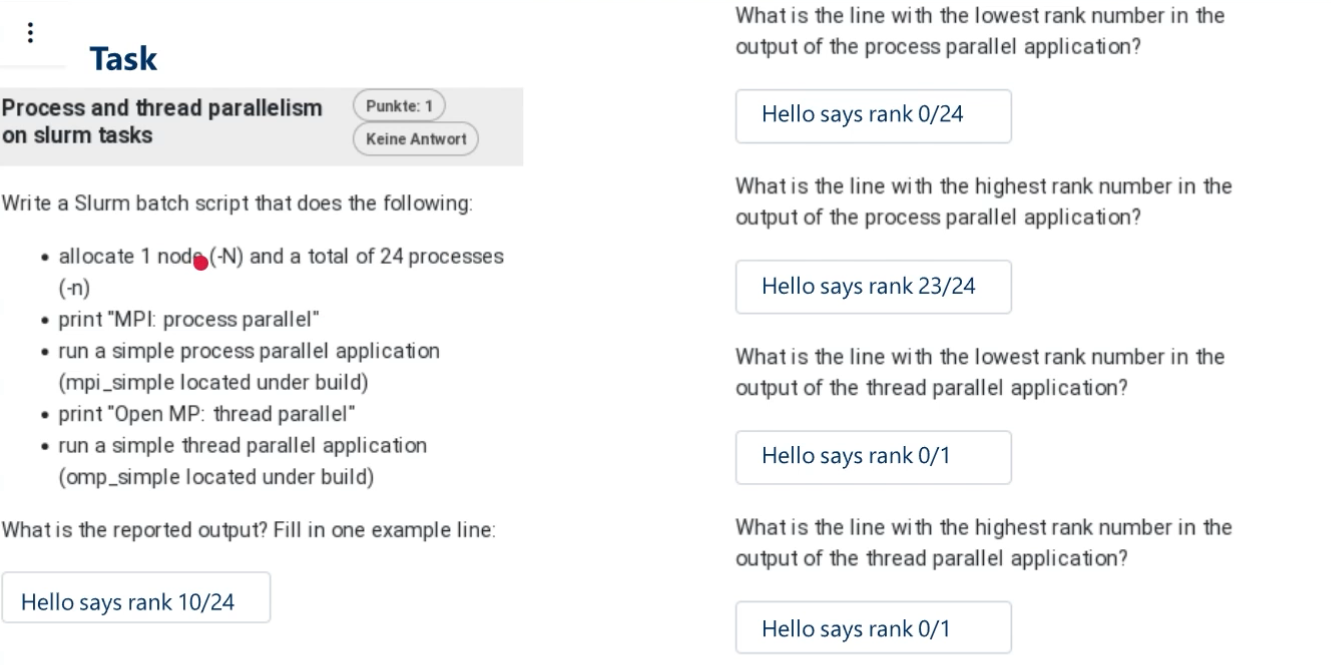 Task
Process and thread parallelism
on slurm tasks
Punkte: 1
Keine Antwort
Write a Slurm batch script that does the following:
• allocate 1 node (-N) and a total of 24 processes
(-n)
• print "MPI: process parallel"
• run a simple process parallel application
(mpi_simple located under build)
• print "Open MP: thread parallel"
• run a simple thread parallel application
(omp_simple located under build)
What is the reported output? Fill in one example line:
Hello says rank 10/24
What is the line with the lowest rank number in the
output of the process parallel application?
Hello says rank 0/24
What is the line with the highest rank number in the
output of the process parallel application?
Hello says rank 23/24
What is the line with the lowest rank number in the
output of the thread parallel application?
Hello says rank 0/1
What is the line with the highest rank number in the
output of the thread parallel application?
Hello says rank 0/1